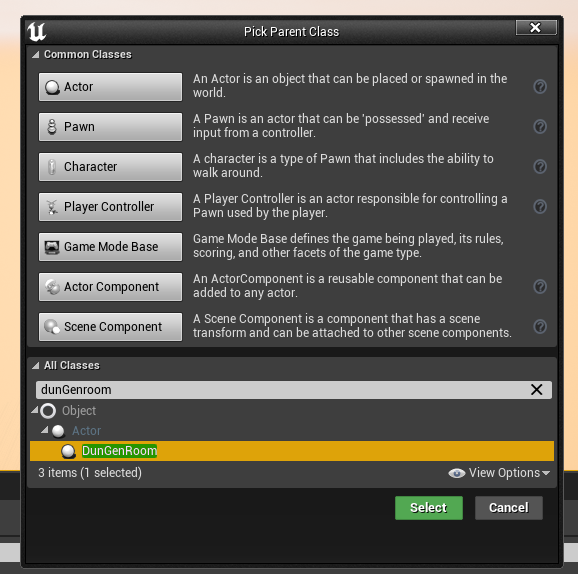 Pick Parent Class
Common Classes
Actor
An Actor is an object that can be placed or spawned in the
world.
Pawn
A Pawn is an actor that can be 'possessed' and receive
input from a controller.
Character
A character is a type of Pawn that includes the ability to
walk around.
Player Controller
A Player Controller is an actor responsible for controlling a
Pawn used by the player.
Game Mode Base
Game Mode Base defines the game being played, its rules,
scoring, and other facets of the game type.
Actor Component
An ActorComponent is a reusable component that can be
added to any actor.
Scene Component
A Scene Component is a component that has a scene
transform and can be attached to other scene components.
All Classes
dunGenroom
Object
Actor
DunGenRoom
3 items (1 selected)
View Options
Select
Cancel